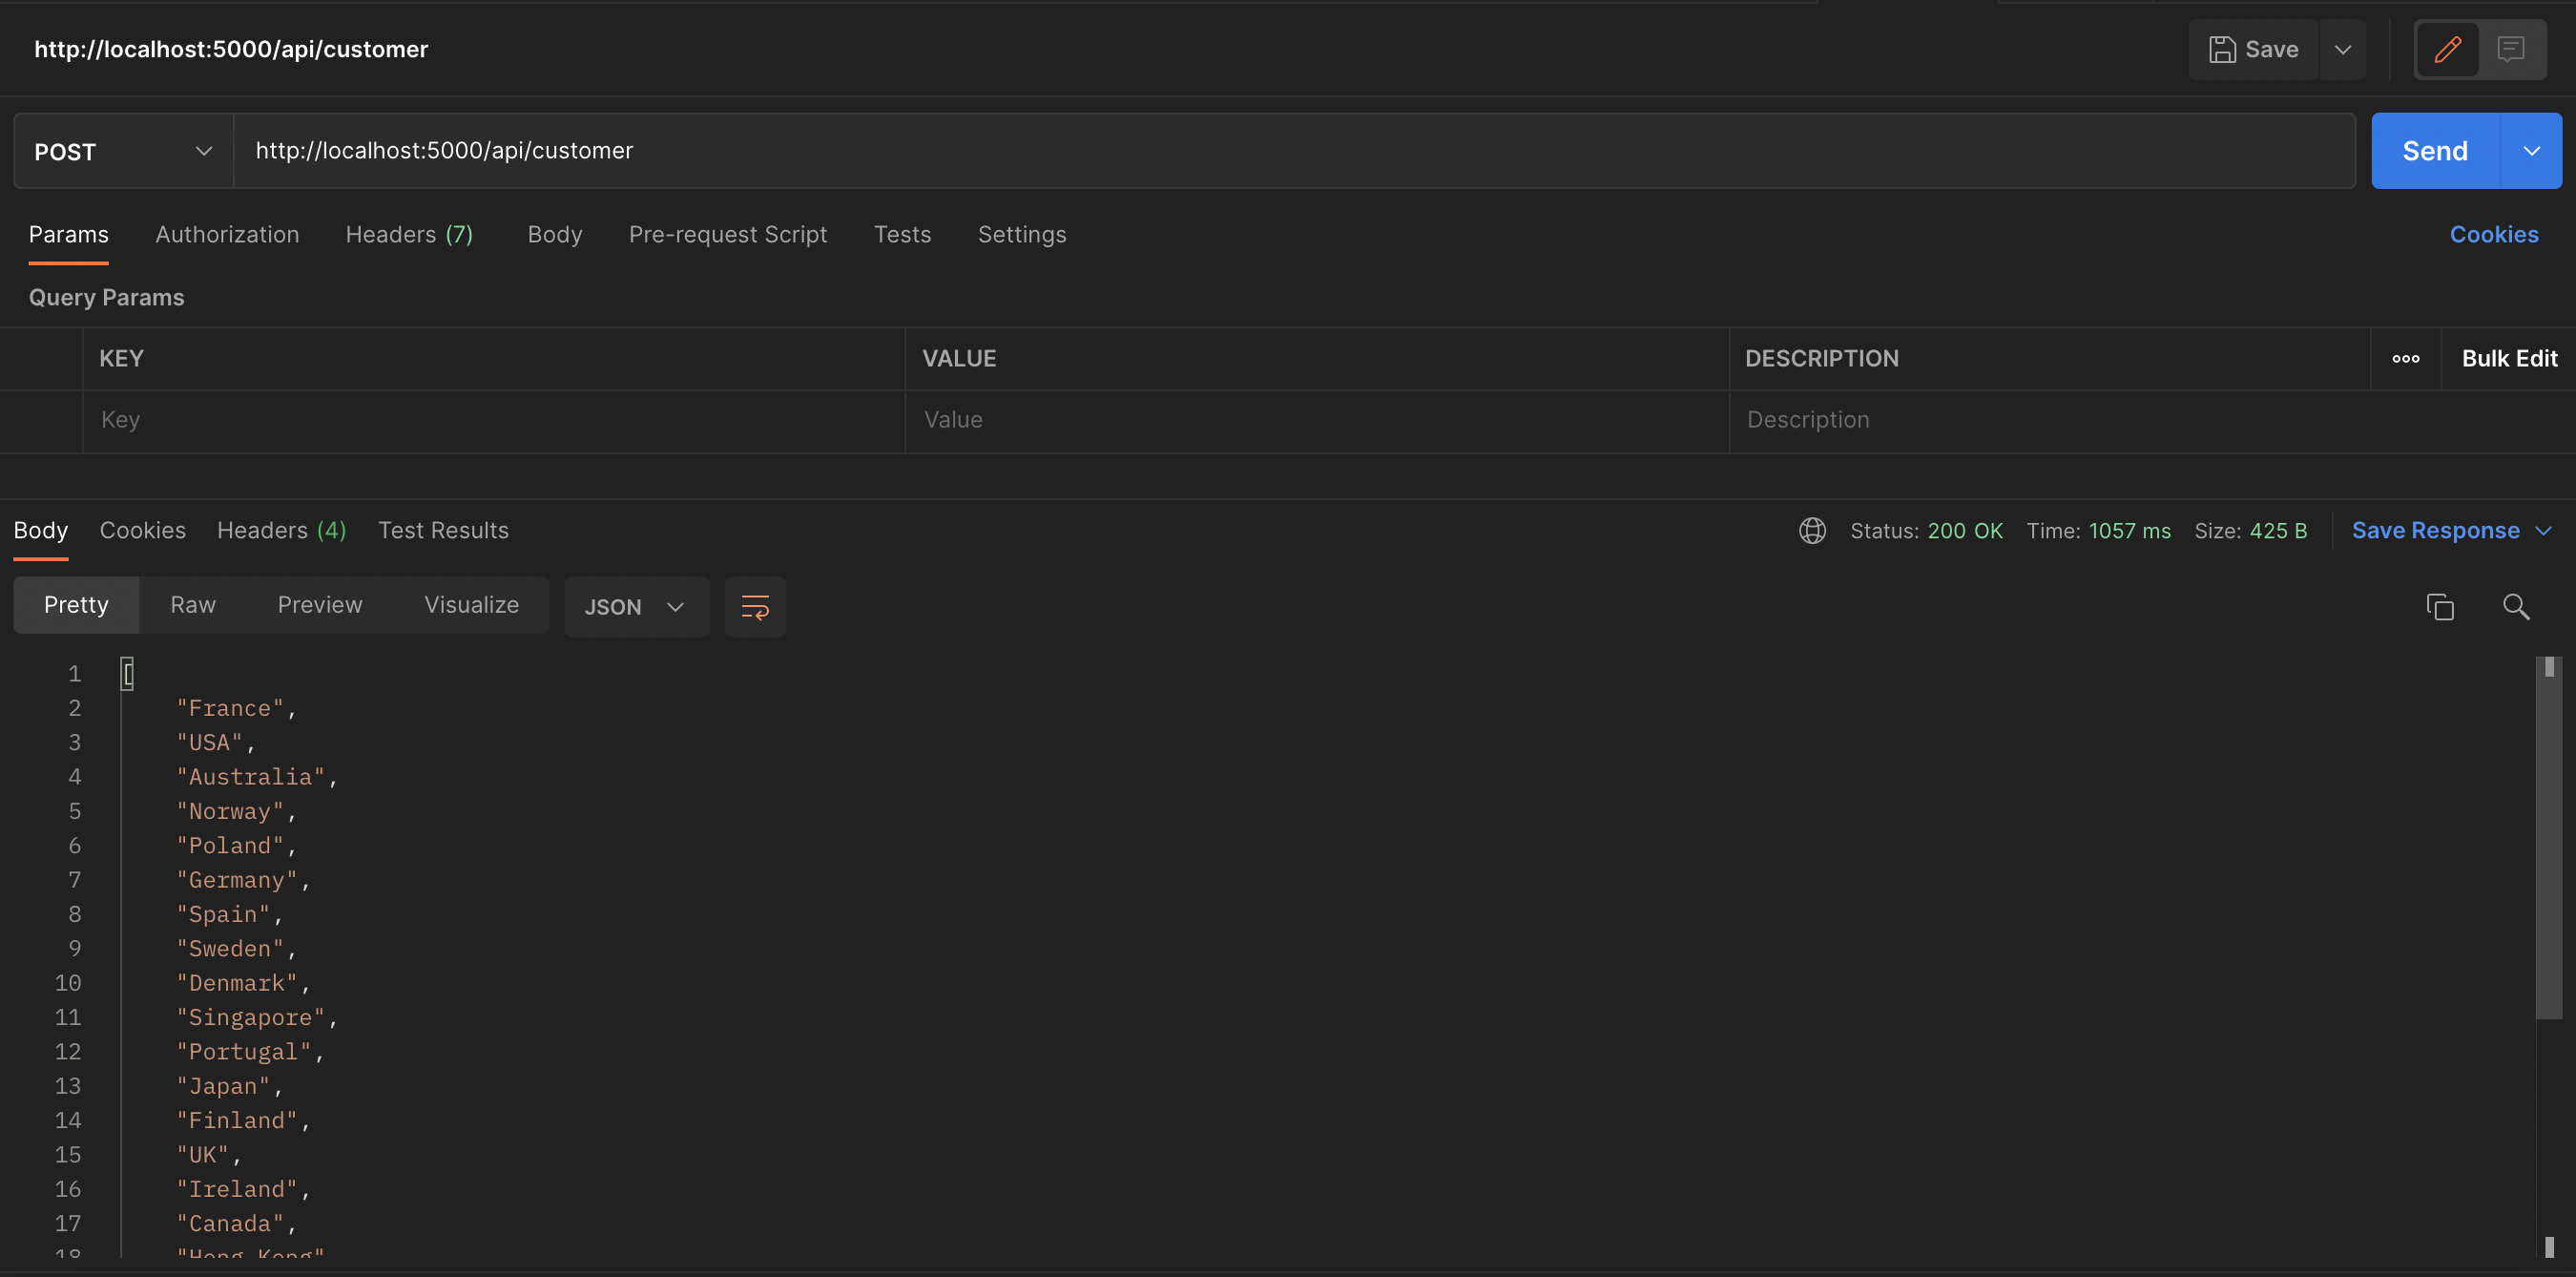 http://localhost:5000/api/customer
Save
POST
http://localhost:5000/api/customer
Send
Params Authorization Headers (7) Body Pre-request Script Tests Settings Cookies
Query Params
KEY VALUE DESCRIPTION ooo Bulk Edit
Key Value Description
Body Cookies Headers (4) Test Results Status: 200 OK Time: 1057 ms Size: 425 B Save Response
Pretty Raw Preview Visualize JSON
1 [
2 "France",
3 "USA",
4 "Australia",
5 "Norway",
6 "Poland",
7 "Germany",
8 "Spain",
9 "Sweden",
10 "Denmark",
11 "Singapore",
12 "Portugal",
13 "Japan",
14 "Finland",
15 "UK",
16 "Ireland",
17 "Canada",
18 "Hong Kong"